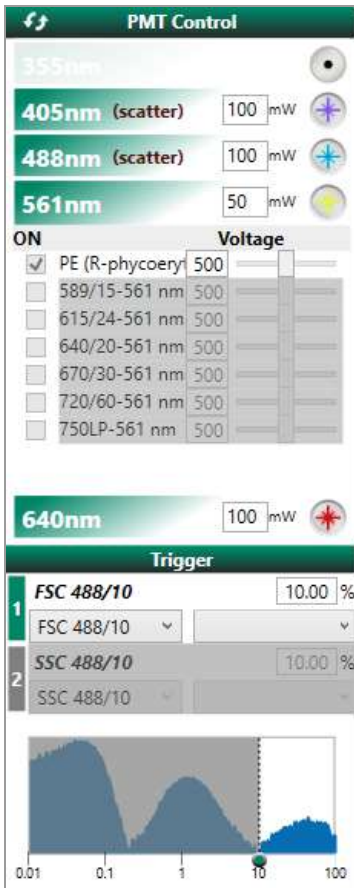 PMT Control
355nm
405nm (scatter) 100 mW
488nm (scatter) 100 mW
561nm 50 mW
ON Voltage
PE (R-phycoeryt 500
589/15-561 nm 500
615/24-561 nm 500
640/20-561 nm 500
670/30-561 nm 500
720/60-561 nm 500
750LP-561 nm 500
640nm 100 mW
Trigger
1 FSC 488/10 10.00 %
FSC 488/10
2 SSC 488/10 10.00 %
SSC 488/10
0.01 0.1 1 10 100